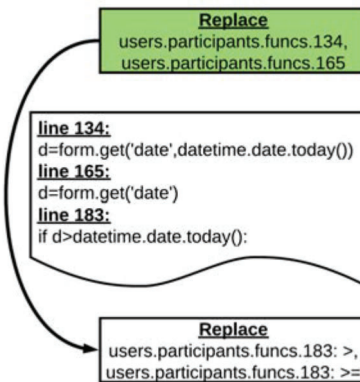 Replace
users.participants.funcs.134,
users.participants.funcs.165
line 134:
d=form.get('date',datetime.date.today())
line 165:
d=form.get('date')
line 183:
if d>datetime.date.today():
Replace
users.participants.funcs.183: >,
users.participants.funcs.183: >=